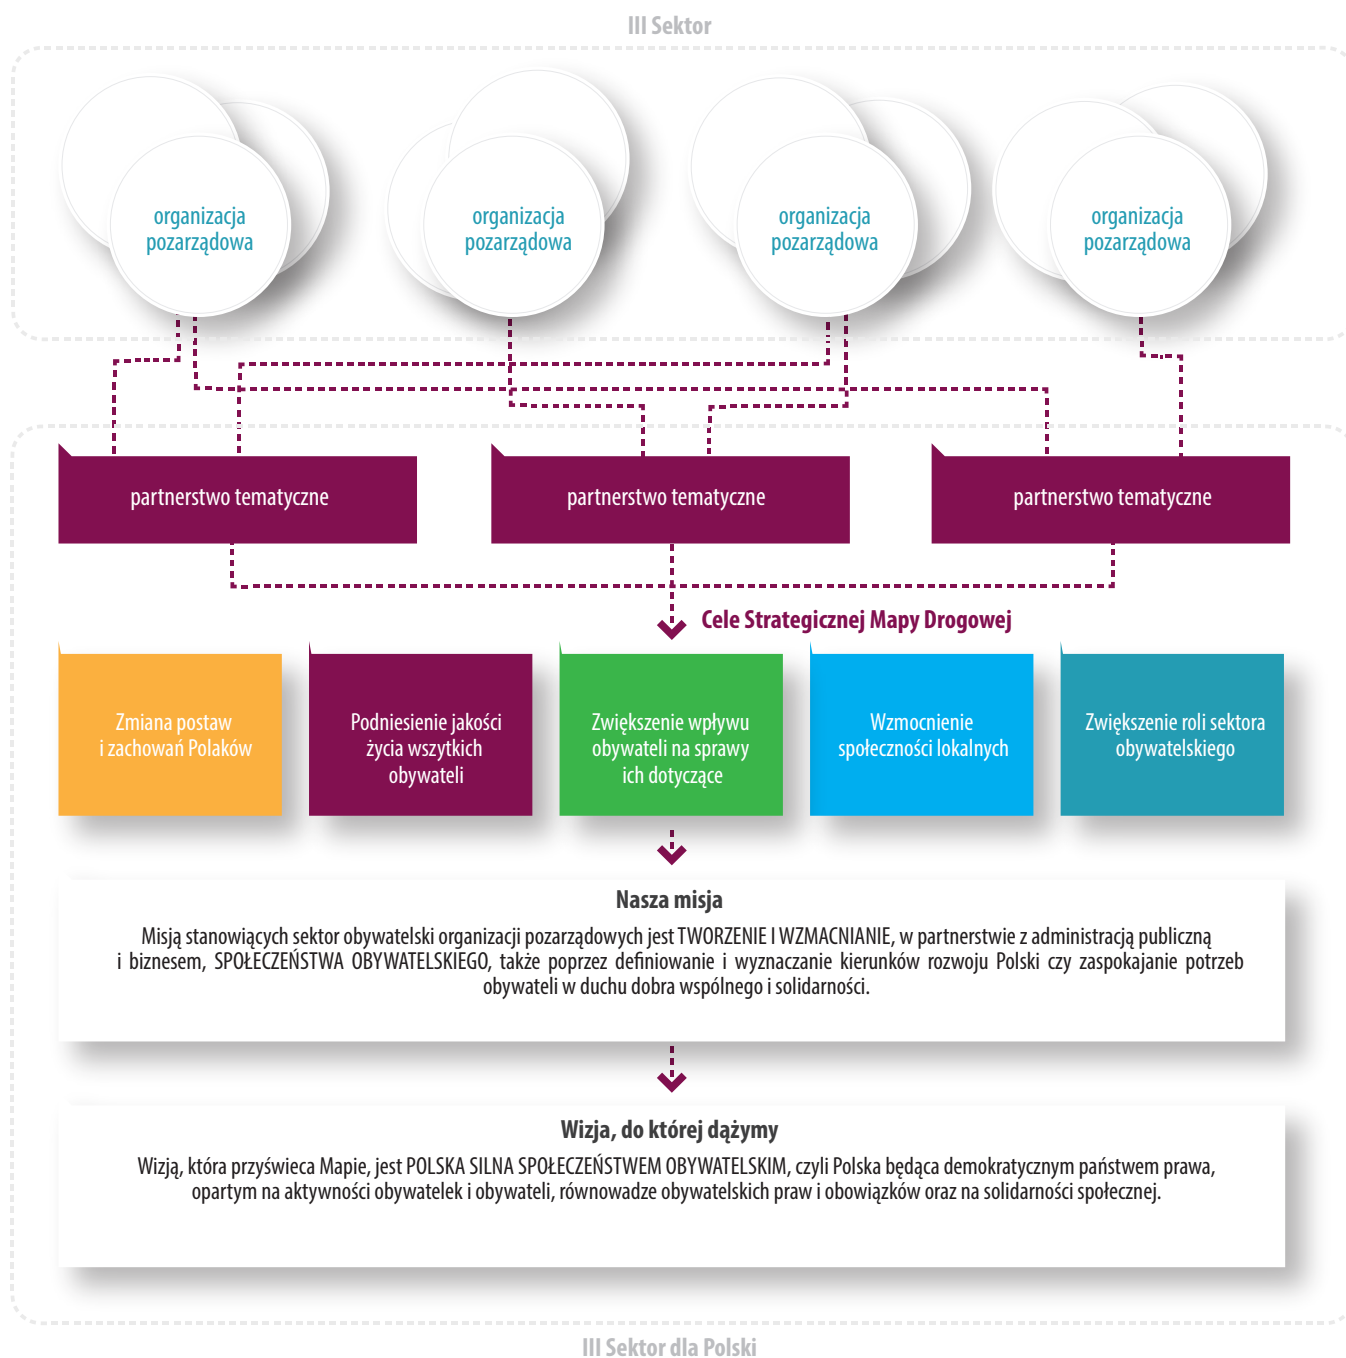 III Sektor
organizacja
pozarządowa
organizacja
pozarządowa
organizacja
pozarządowa
organizacja
pozarządowa
partnerstwo tematyczne
partnerstwo tematyczne
partnerstwo tematyczne
Cele Strategicznej Mapy Drogowej
Zmiana postaw
i zachowań Polaków
Podniesienie jakości
życia wszytkich
obywateli
Zwiększenie wpływu
obywateli na sprawy
ich dotyczące
Wzmocnienie
społeczności lokalnych
Zwiększenie roli sektora
obywatelskiego
Nasza misja
Misją stanowiących sektor obywatelski organizacji pozarządowych jest TWORZENIE I WZMACNIANIE, w partnerstwie z administracją publiczną
i biznesem, SPOŁECZEŃSTWA OBYWATELSKIEGO, także poprzez definiowanie i wyznaczanie kierunków rozwoju Polski czy zaspokajanie potrzeb
obywateli w duchu dobra wspólnego i solidarności.
Wizja, do której dążymy
Wizją, która przyświeca Mapie, jest POLSKA SILNA SPOŁECZEŃSTWEM OBYWATELSKIM, czyli Polska będąca demokratycznym państwem prawa,
opartym na aktywności obywatelek i obywateli, równowadze obywatelskich praw i obowiązków oraz na solidarności społecznej.
III Sektor dla Polski